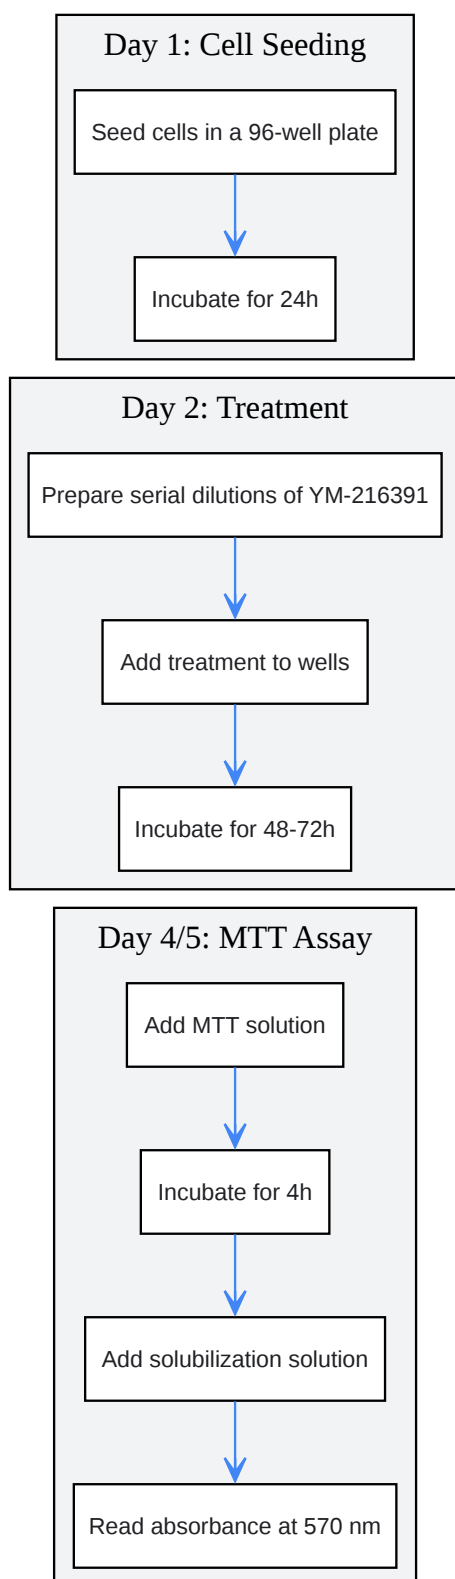 Day 1: Cell Seeding
Seed cells in a 96-well plate
Incubate for 24h
Day 2: Treatment
Prepare serial dilutions of YM-216391
Add treatment to wells
Incubate for 48-72h
Day 4/5: MTT Assay
Add MTT solution
Incubate for 4h
Add solubilization solution
Read absorbance at 570 nm